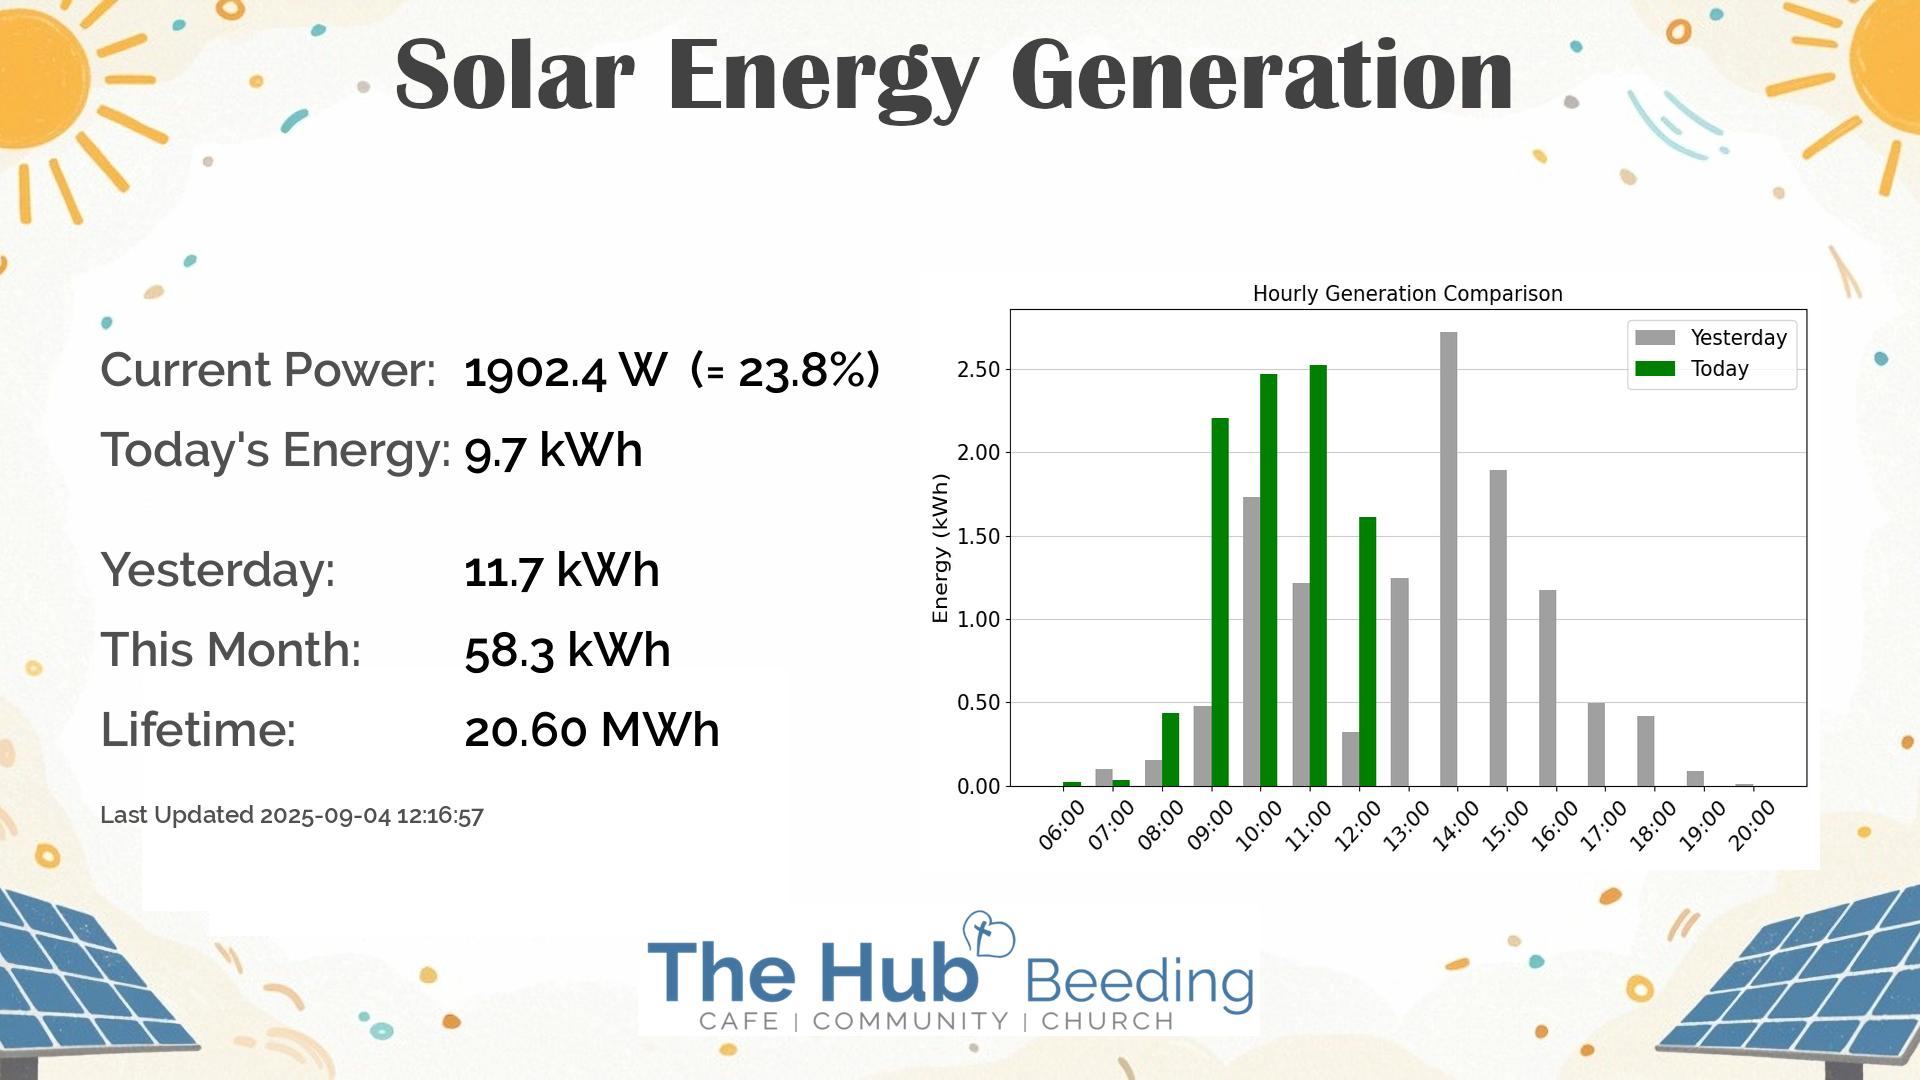 Solar Energy Generation
Current Power: 1902.4 W (= 23.8%)
Today's Energy: 9.7 kWh
Yesterday: 11.7 kWh
This Month: 58.3 kWh
Lifetime: 20.60 MWh
Last Updated 2025-09-04 12:16:57
Hourly Generation Comparison
Yesterday
Today
Energy (kWh)
2.50
2.00
1.50
1.00
0.50
0.00
06:00 07:00 08:00 09:00 10:00 11:00 12:00 13:00 14:00 15:00 16:00 17:00 18:00 19:00 20:00
The Hub Beeding
CAFE | COMMUNITY | CHURCH